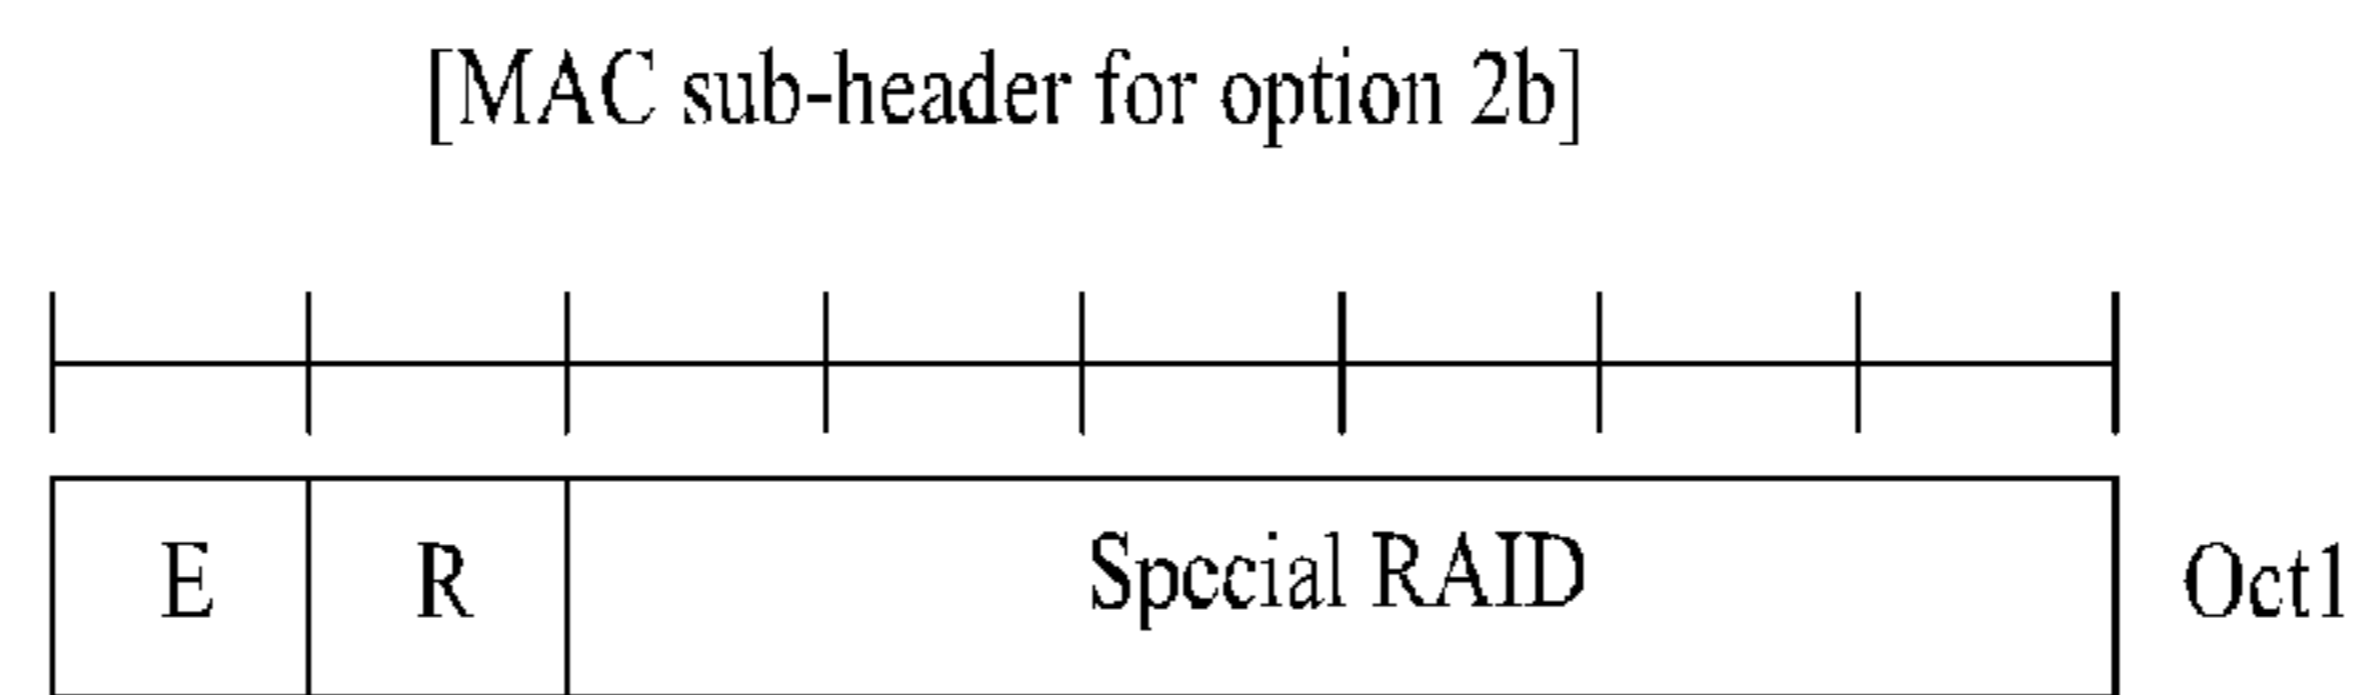 [MAC sub-header for option 2b]
E R Special RAID Oct1